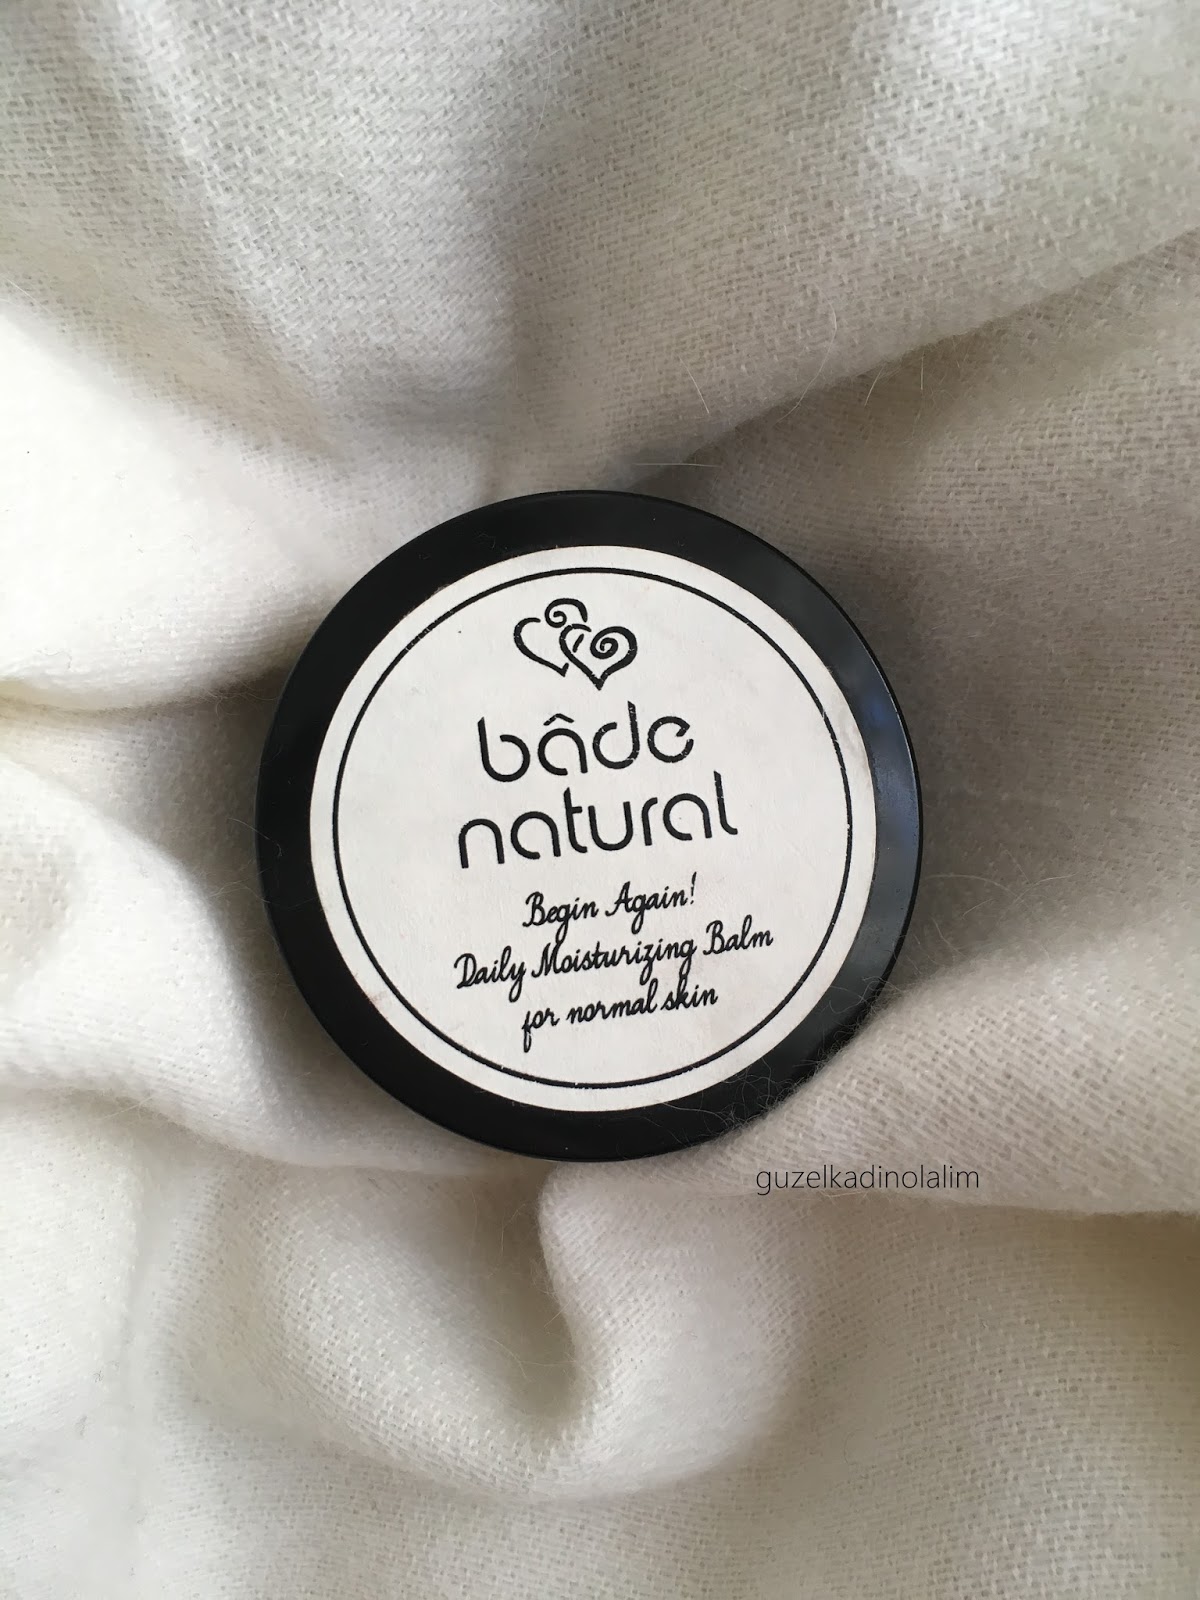 bâde
natural
Begin Again!
Daily Moisturizing Balm
for normal skin
guzelkadinolalim